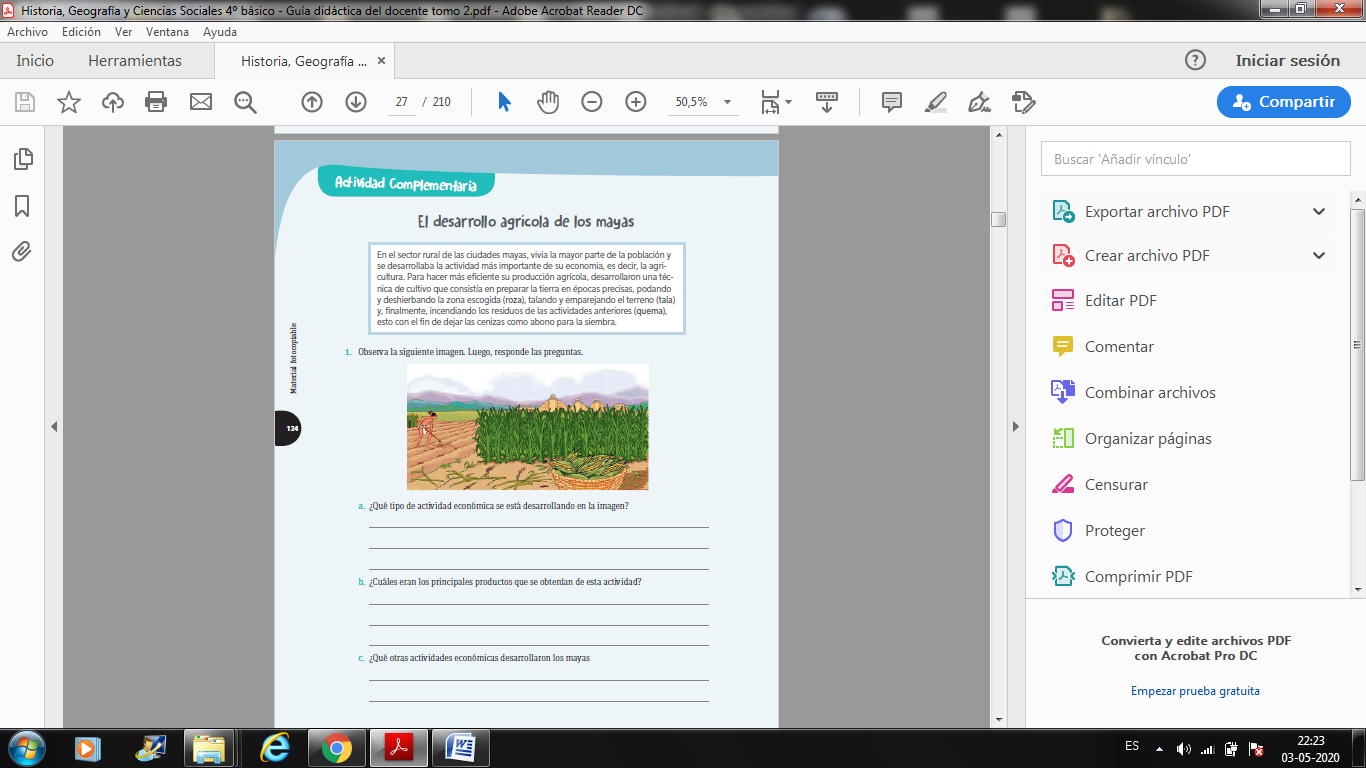 Historia, Geografía y Ciencias Sociales 4º básico - Guía didáctica del docente tomo 2.pdf - Adobe Acrobat Reader DC
Archivo Edición Ver Ventana Ayuda
Inicio Herramientas Historia, Geografía ... × Iniciar sesión
27 / 210 50,5% Compartir
Actividad Complementaria
El desarrollo agrícola de los mayas
En el sector rural de las ciudades mayas, vivía la mayor parte de la población y
se desarrollaba la actividad más importante de su economía, es decir, la agri-
cultura. Para hacer más eficiente su producción agrícola, desarrollaron una téc-
nica de cultivo que consistía en preparar la tierra en épocas precisas, podando
y deshierbando la zona escogida (roza), talando y emparejando el terreno (tala)
y, finalmente, incendiando los residuos de las actividades anteriores (quema),
esto con el fin de dejar las cenizas como abono para la siembra.
Material fotocopiable
124
1. Observa la siguiente imagen. Luego, responde las preguntas.
a. ¿Qué tipo de actividad económica se está desarrollando en la imagen?
b. ¿Cuáles eran los principales productos que se obtenían de esta actividad?
c. ¿Qué otras actividades económicas desarrollaron los mayas
Buscar 'Añadir vínculo'
Exportar archivo PDF
Crear archivo PDF
Editar PDF
Comentar
Combinar archivos
Organizar páginas
Censurar
Proteger
Comprimir PDF
Convierta y edite archivos PDF
con Acrobat Pro DC
Empezar prueba gratuita
ES 22:23
03-05-2020